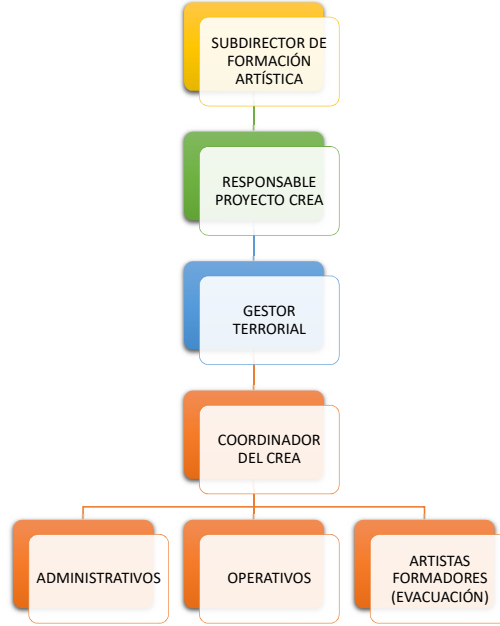 SUBDIRECTOR DE
FORMACIÓN
ARTÍSTICA
RESPONSABLE
PROYECTO CREA
GESTOR
TERRORIAL
COORDINADOR
DEL CREA
ADMINISTRATIVOS
OPERATIVOS
ARTISTAS
FORMADORES
(EVACUACIÓN)